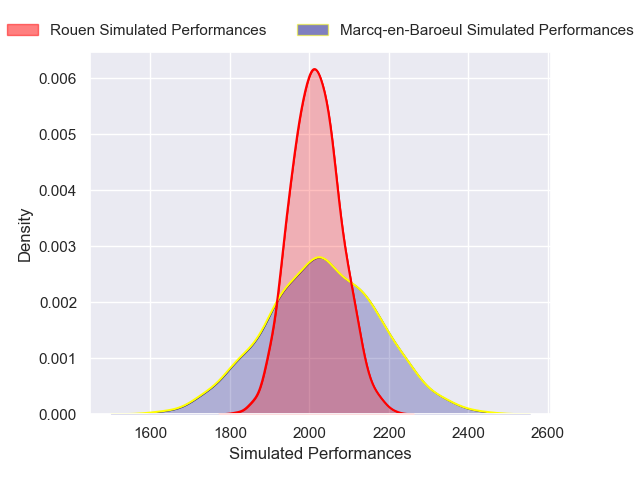 Rouen Simulated Performances
Marcq-en-Baroeul Simulated Performances
0.006
0.005
0.004
0.003
0.002
0.001
0.000
Density
1600 1800 2000 2200 2400 2600
Simulated Performances